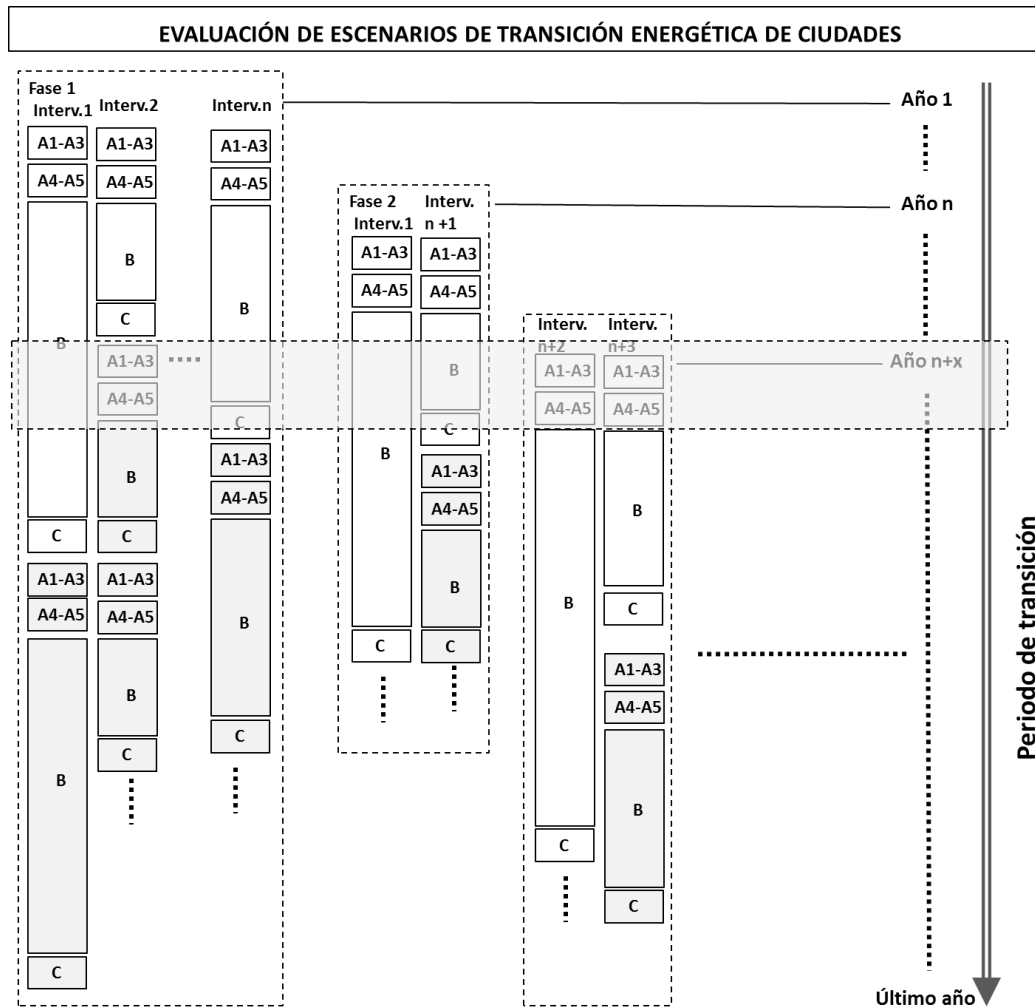 EVALUACIÓN DE ESCENARIOS DE TRANSICIÓN ENERGÉTICA DE CIUDADES
Fase 1
Interv.1
A1-A3
A4-A5
B
C
A1-A3
A4-A5
B
C
Interv.2
A1-A3
A4-A5
B
C
A1-A3
A4-A5
B
C
A1-A3
A4-A5
B
C
Interv.n
A1-A3
A4-A5
B
C
A1-A3
A4-A5
B
C
Fase 2
Interv.1
A1-A3
A4-A5
B
C
Interv.
n +1
A1-A3
A4-A5
B
C
A1-A3
A4-A5
B
C
Interv.
n+2
A1-A3
A4-A5
B
C
Interv.
n+3
A1-A3
A4-A5
B
C
A1-A3
A4-A5
B
C
Año 1
Año n
Año n+x
Último año
Periodo de transición